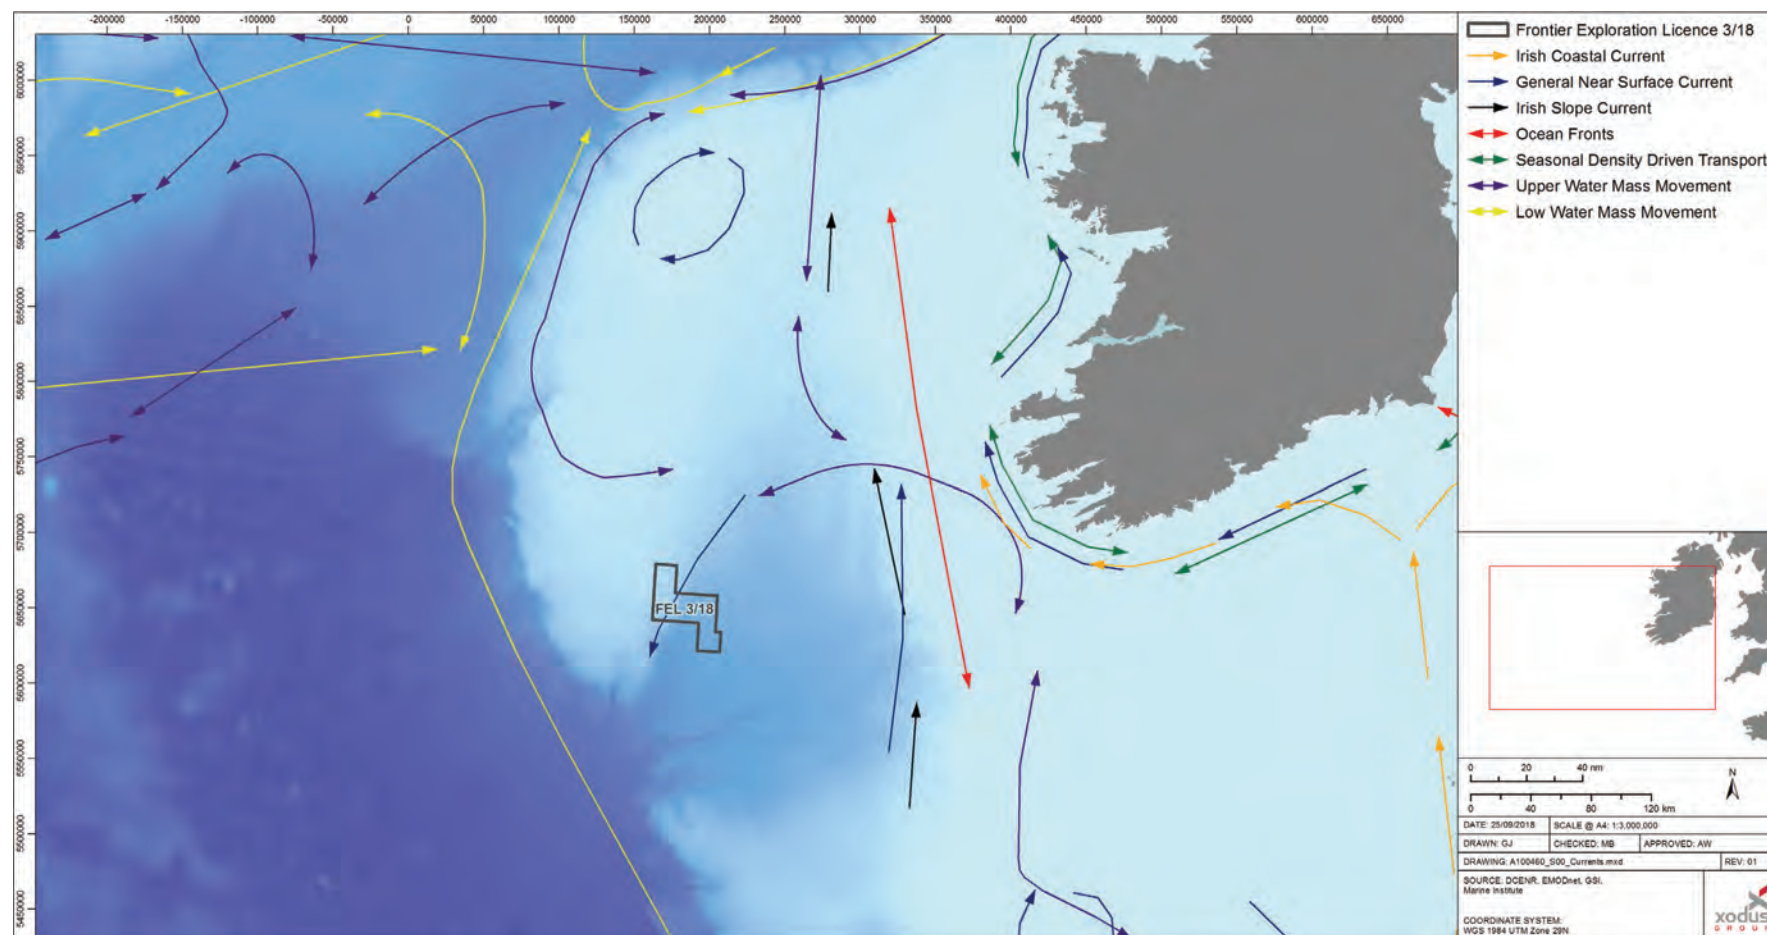 -200000 -150000 -100000 -50000 0 50000 100000 150000 200000 250000 300000 350000 400000 450000 500000 550000 600000 650000
6000000
5950000
5900000
5850000
5800000
5750000
5700000
5650000
5600000
5550000
5500000
5450000
FEL 3/18
Frontier Exploration Licence 3/18
Irish Coastal Current
General Near Surface Current
Irish Slope Current
Ocean Fronts
Seasonal Density Driven Transport
Upper Water Mass Movement
Low Water Mass Movement
0 20 40 nm
N
0 40 80 120 km
DATE: 25/09/2018 SCALE @ A4: 1:3,000,000
DRAWN: GJ CHECKED: MB APPROVED: AW
DRAWING: A100460_S00_Currents.mxd REV: 01
SOURCE: DCENR, EMODnet, GSI,
Marine Institute
COORDINATE SYSTEM:
WGS 1984 UTM Zone 29N
xodus
GROUP